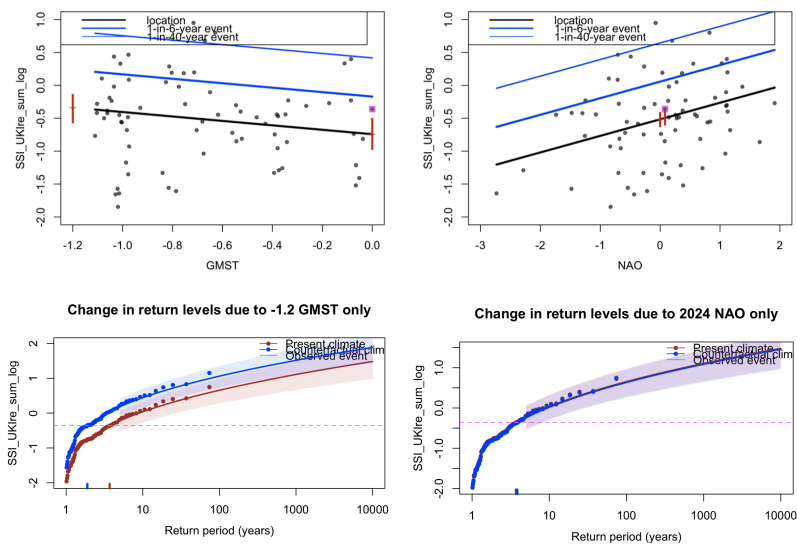 location
1-in-6-year event
1-in-40-year event
1.0
0.5
0.0
-0.5
-1.0
-1.5
-2.0
SSI_UKIre_sum_log
-1.2
-1.0
-0.8
-0.6
-0.4
-0.2
0.0
GMST
location
1-in-6-year event
1-in-40-year event
1.0
0.5
0.0
-0.5
-1.0
-1.5
-2.0
SSI_UKIre_sum_log
-3
-2
-1
0
1
2
NAO
Change in return levels due to -1.2 GMST only
Present climate
Counterfactual clim
Observed event
2
1
0
-1
-2
SSI_UKIre_sum_log
1
10
100
1000
10000
Return period (years)
Change in return levels due to 2024 NAO only
Present climate
Counterfactual clim
Observed event
1.0
0.0
-1.0
-2.0
SSI_UKIre_sum_log
1
10
100
1000
10000
Return period (years)